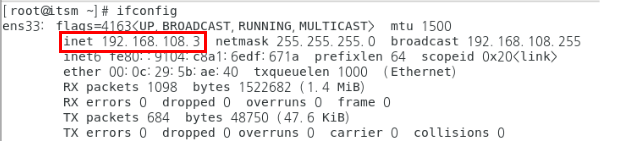 [root@itsm ~]# ifconfig
ens33: flags=4163<UP,BROADCAST,RUNNING,MULTICAST>  mtu 1500
inet 192.168.108.3  netmask 255.255.255.0  broadcast 192.168.108.255
inet6 fe80::9104:c8a1:6edf:671a  prefixlen 64  scopeid 0x20<link>
ether 00:0c:29:5b:ae:40  txqueuelen 1000  (Ethernet)
RX packets 1098  bytes 1522682 (1.4 MiB)
RX errors 0  dropped 0  overruns 0  frame 0
TX packets 684  bytes 48750 (47.6 KiB)
TX errors 0  dropped 0 overruns 0  carrier 0  collisions 0